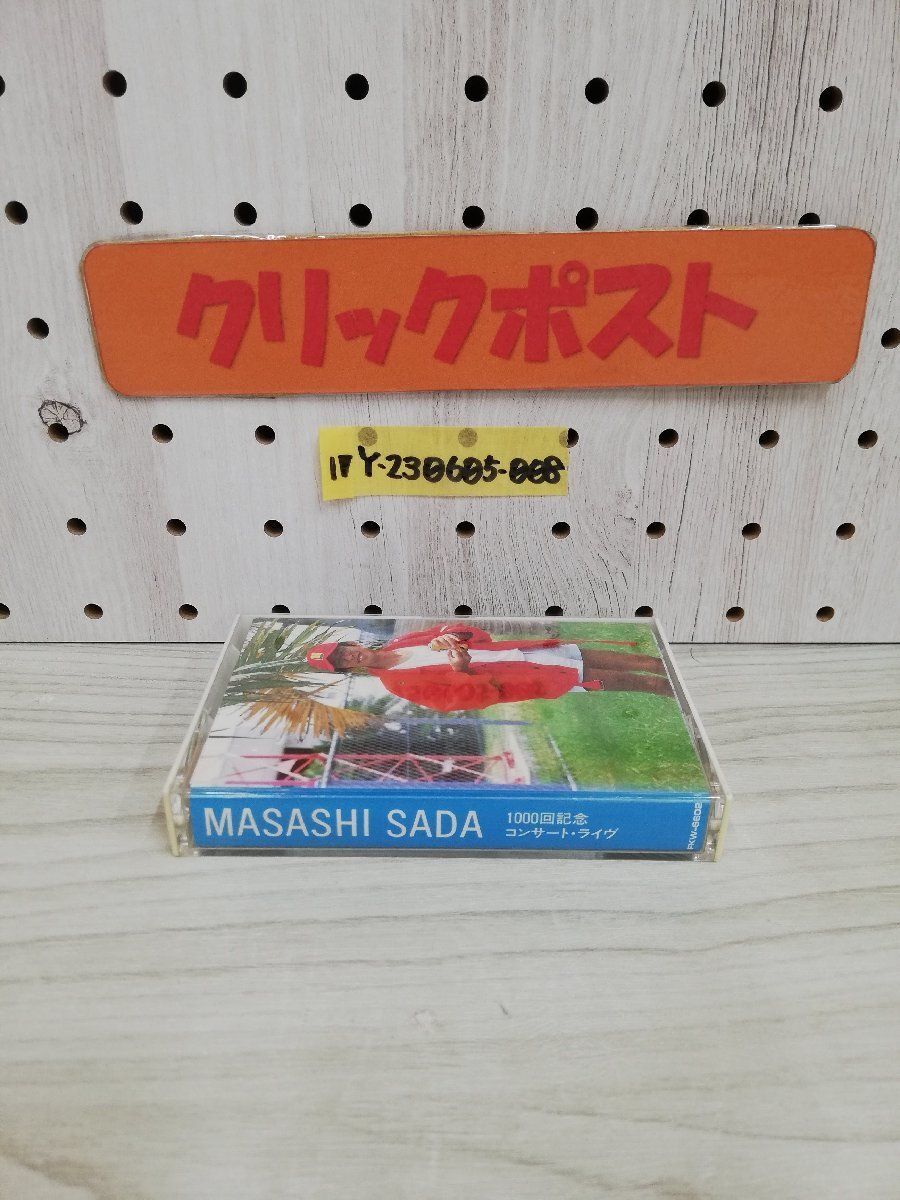 クリックポスト
1▼Y-230605-008
MASASHI SADA
1000回記念
コンサート・ライヴ